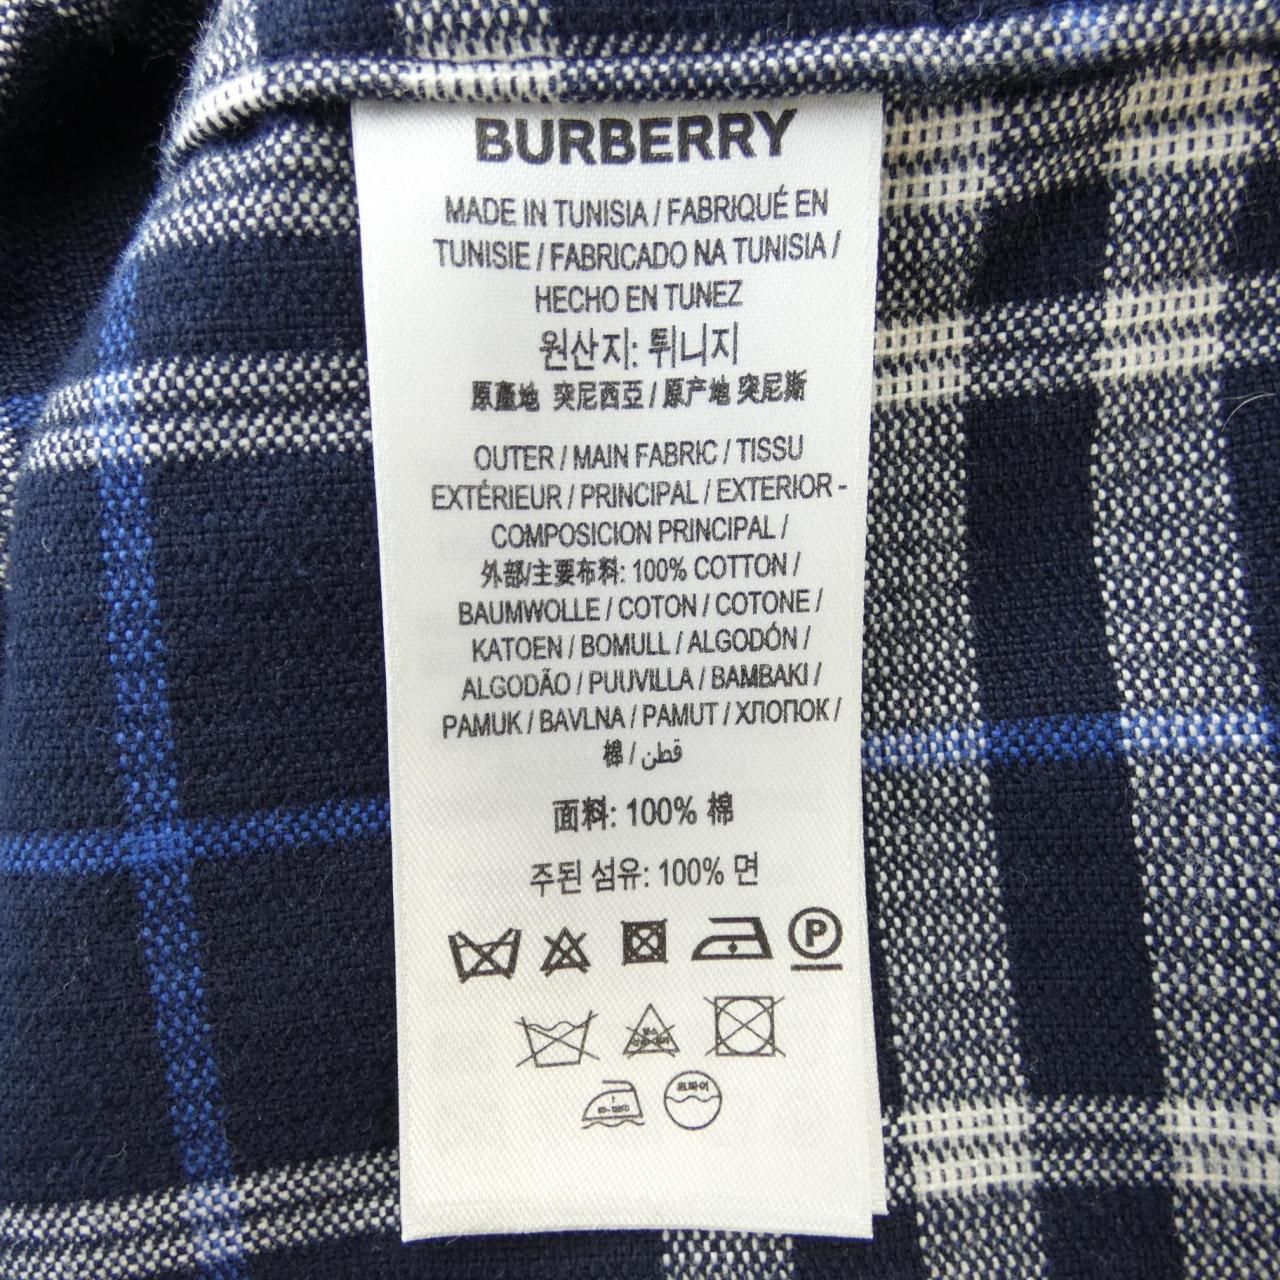 BURBERRY
MADE IN TUNISIA / FABRIQUÉ EN
TUNISIE / FABRICADO NA TUNISIA /
HECHO EN TUNEZ
원산지: 튀니지
原產地 突尼西亞 / 原产地 突尼斯
OUTER / MAIN FABRIC / TISSU
EXTÉRIEUR / PRINCIPAL / EXTERIOR -
COMPOSICION PRINCIPAL /
外部/主要布料: 100% COTTON /
BAUMWOLLE / COTON / COTONE /
KATOEN / BOMULL / ALGODÓN /
ALGODÃO / PUUVILLA / BAMBAKI /
PAMUK / BAVLNA / PAMUT / ХЛОПОК /
棉 / قطن
面料: 100% 棉
주된 섬유: 100% 면
P